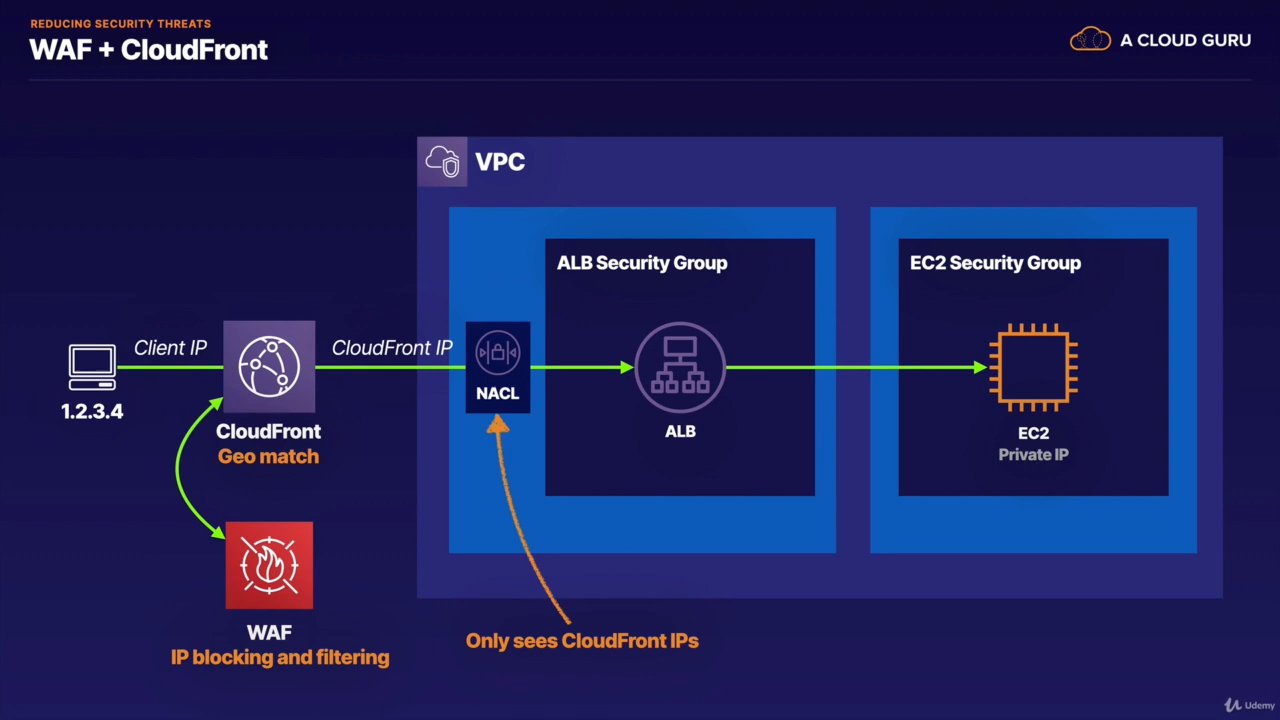 REDUCING SECURITY THREATS
WAF + CloudFront
A CLOUD GURU
VPC
ALB Security Group
EC2 Security Group
Client IP
CloudFront IP
NACL
1.2.3.4
CloudFront
Geo match
ALB
EC2
Private IP
WAF
IP blocking and filtering
Only sees CloudFront IPs
Udemy